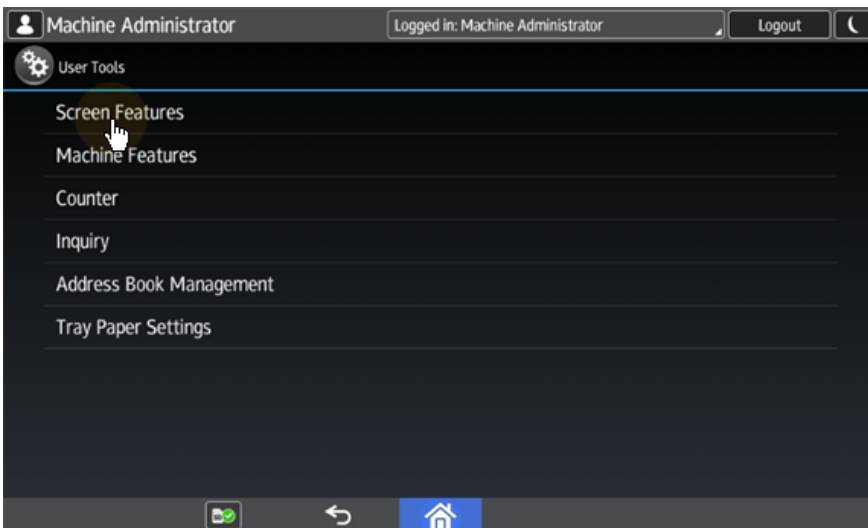 Machine Administrator Logged in: Machine Administrator Logout
User Tools
Screen Features
Machine Features
Counter
Inquiry
Address Book Management
Tray Paper Settings